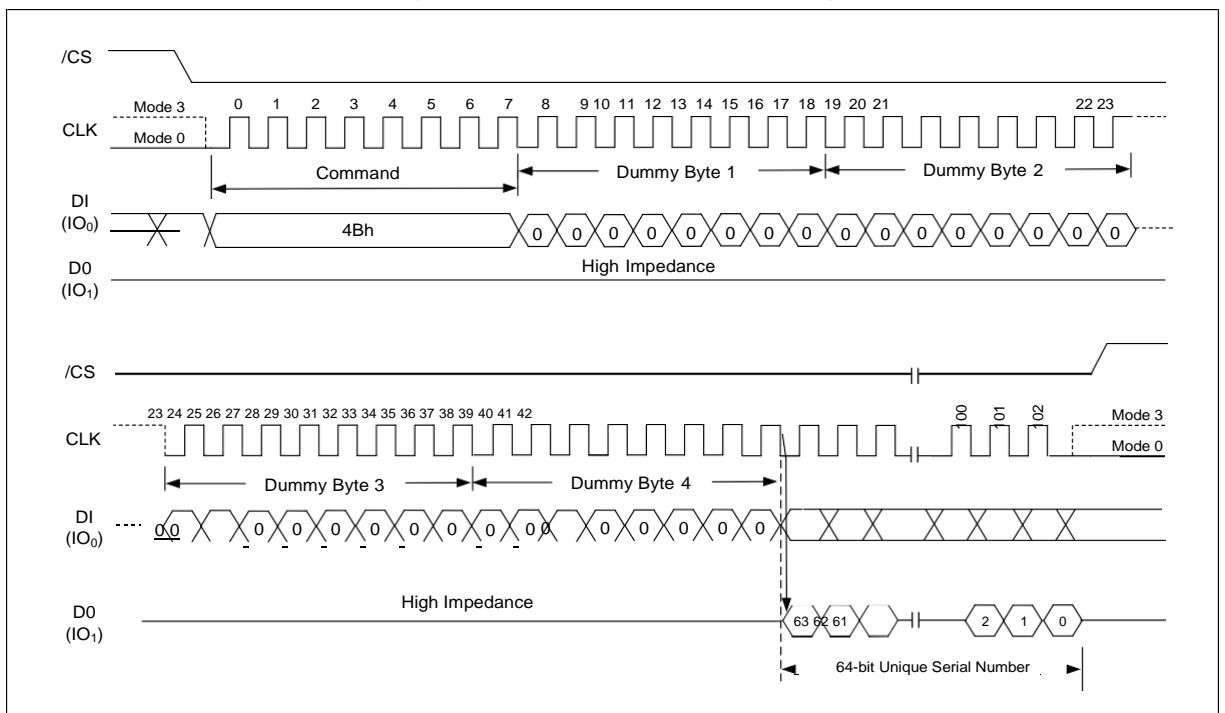 /CS
Mode 3
0 1 2 3 4 5 6 7 8 9 10 11 12 13 14 15 16 17 18 19 20 21 22 23
CLK
Mode 0
Command
Dummy Byte 1
Dummy Byte 2
DI
(IO0)
4Bh
0 0 0 0 0 0 0 0 0 0 0 0 0 0 0 0
High Impedance
D0
(IO1)
/CS
23 24 25 26 27 28 29 30 31 32 33 34 35 36 37 38 39 40 41 42
100 101 102
Mode 3
CLK
Mode 0
Dummy Byte 3
Dummy Byte 4
DI
(IO0)
0 0 0 0 0 0 0 0 0 0 0 0 0 0 0 0
High Impedance
D0
(IO1)
63 62 61 2 1 0
64-bit Unique Serial Number